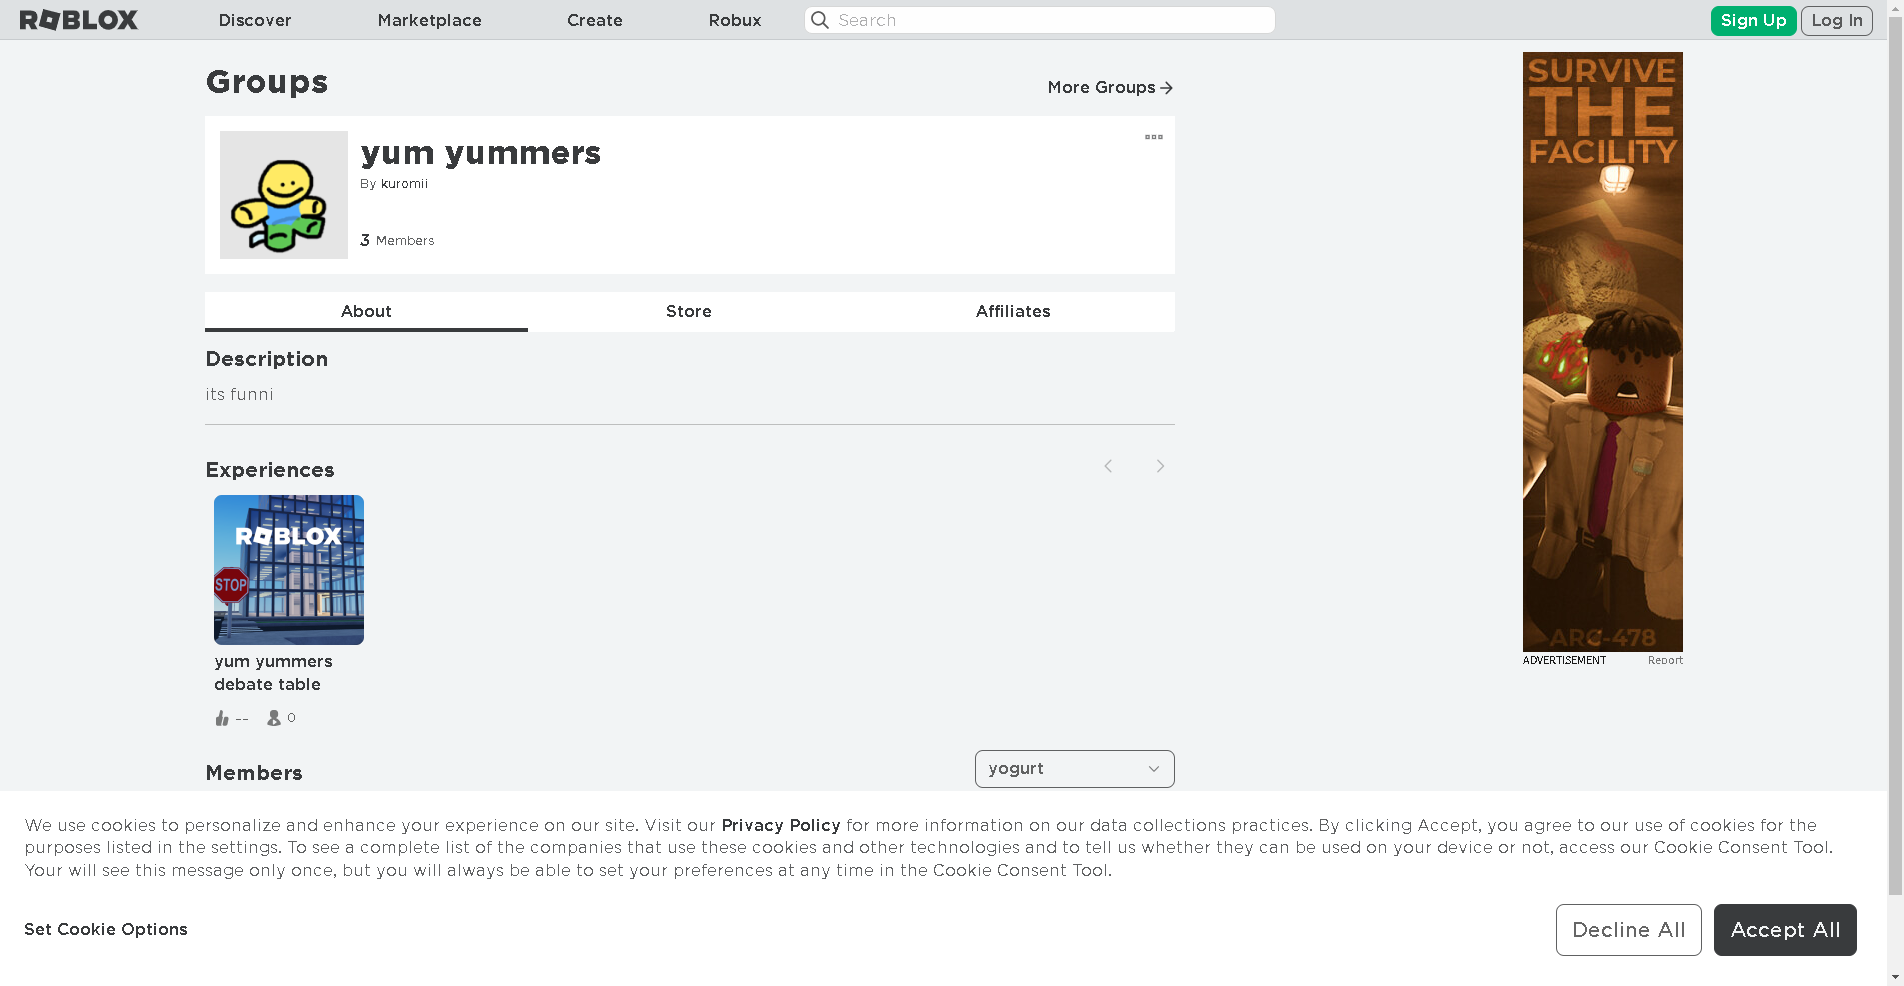 ROBLOX
Discover
Marketplace
Create
Robux
Search
Sign Up
Log In
Groups
More Groups
yum yummers
By kuromii
3 Members
About
Store
Affiliates
Description
its funni
Experiences
ROBLOX
STOP
yum yummers
debate table
--
0
Members
yogurt
SURVIVE
THE
FACILITY
ARC-478
ADVERTISEMENT
Report
We use cookies to personalize and enhance your experience on our site. Visit our Privacy Policy for more information on our data collections practices. By clicking Accept, you agree to our use of cookies for the
purposes listed in the settings. To see a complete list of the companies that use these cookies and other technologies and to tell us whether they can be used on your device or not, access our Cookie Consent Tool.
Your will see this message only once, but you will always be able to set your preferences at any time in the Cookie Consent Tool.
Set Cookie Options
Decline All
Accept All